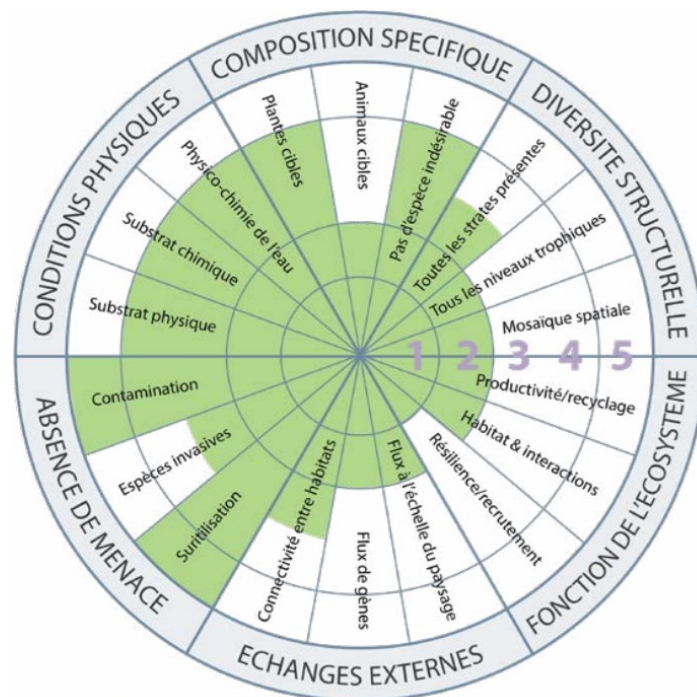 COMPOSITION SPECIFIQUE
DIVERSITE STRUCTURELLE
FONCTION DE L'ECOSYSTEME
ECHANGES EXTERNES
ABSENCE DE MENACE
CONDITIONS PHYSIQUES
Plantes cibles
Animaux cibles
Pas d'espèce indésirable
Toutes les strates présentes
Tous les niveaux trophiques
Mosaïque spatiale
1 2 3 4 5
Productivité/recyclage
Habitat & interactions
Résilience/recrutement
Flux à l'échelle du paysage
Flux de gènes
Connectivité entre habitats
Suritilisation
Espèces invasives
Contamination
Substrat physique
Substrat chimique
Physico-chimie de l'eau